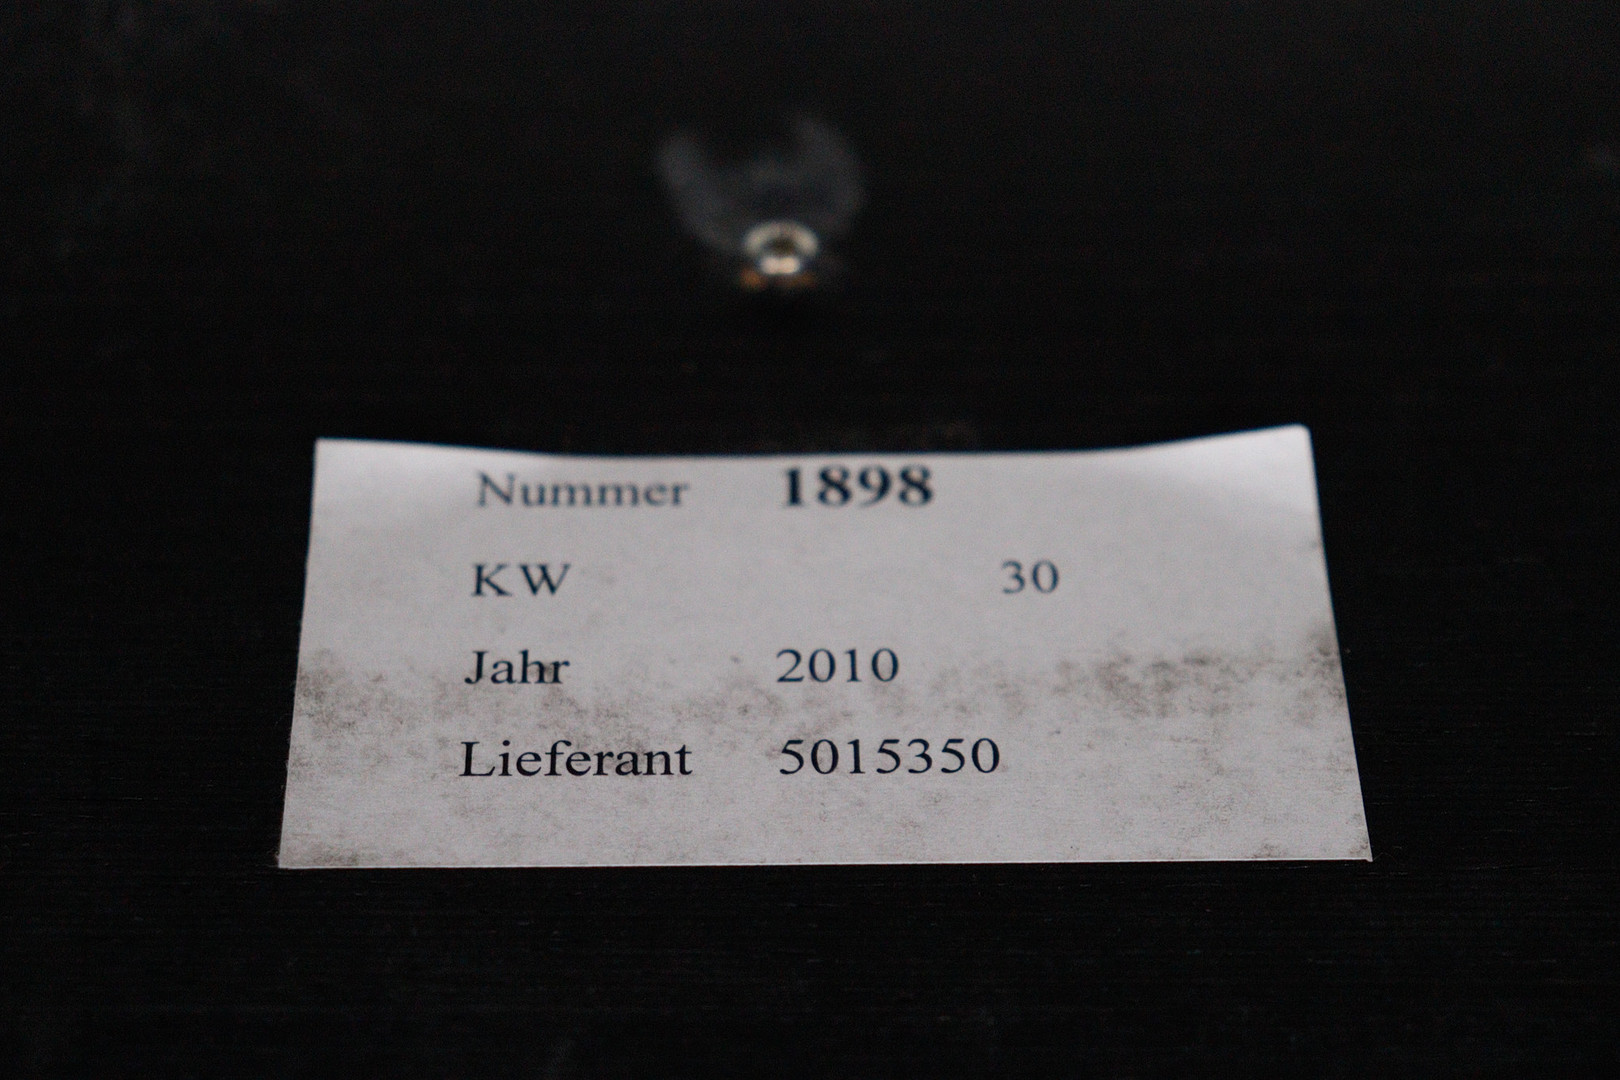 Nummer 1898
KW 30
Jahr 2010
Lieferant 5015350